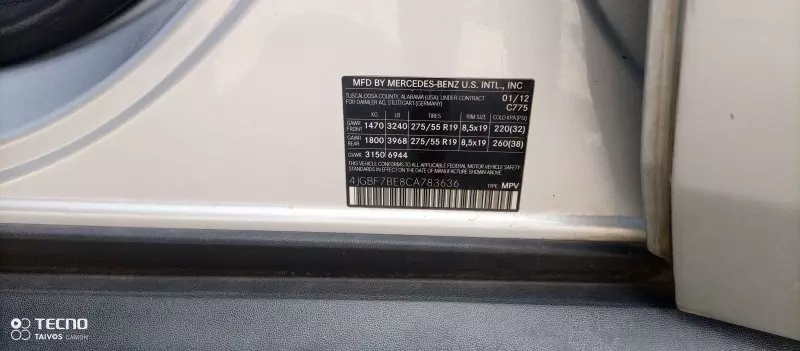 MFD BY MERCEDES-BENZ U.S. INTL., INC
TUSCALOOSA COUNTY, ALABAMA (USA), UNDER CONTRACT 01/12
FOR DAIMLER AG, STUTTGART (GERMANY) C775
KG LB TIRES RIM SIZE COLD KPA (PSI)
GAWR FRONT 1470 3240 275/55 R19 8,5x19 220(32)
GAWR REAR 1800 3968 275/55 R19 8,5x19 260(38)
GVWR 3150 6944
THIS VEHICLE CONFORMS TO ALL APPLICABLE FEDERAL MOTOR VEHICLE SAFETY
STANDARDS IN EFFECT ON THE DATE OF MANUFACTURE SHOWN ABOVE.
4JGBF7BE8CA783636 TYPE: MPV
TECNO
TAIVOS CAMON